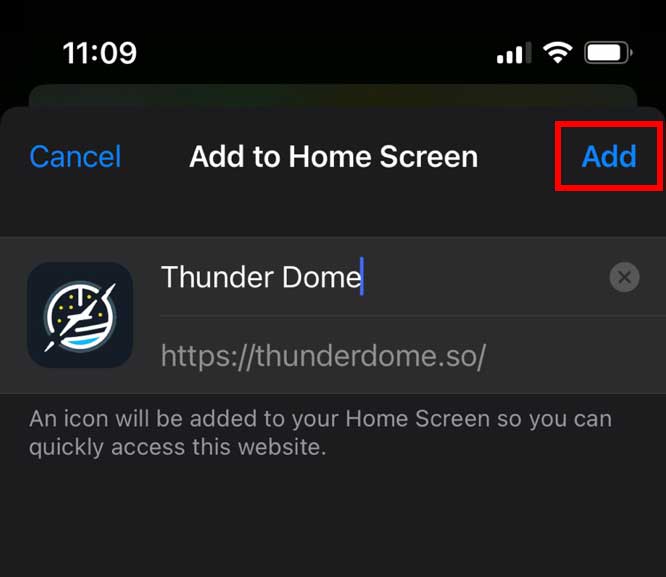 11:09
Cancel Add to Home Screen Add
Thunder Dome
https://thunderdome.so/
An icon will be added to your Home Screen so you can
quickly access this website.